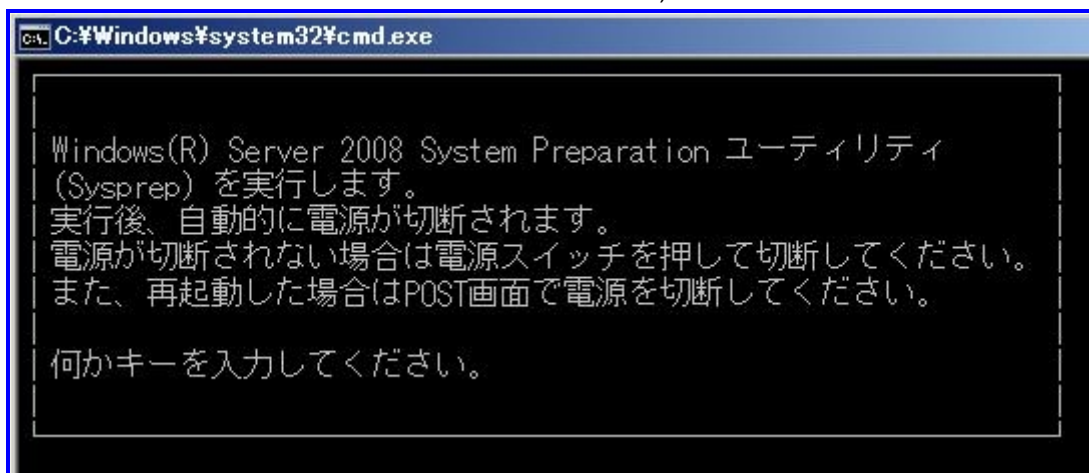 C:¥Windows¥system32¥cmd.exe
Windows(R) Server 2008 System Preparation ユーティリティ
(Sysprep) を実行します。
実行後、自動的に電源が切断されます。
電源が切断されない場合は電源スイッチを押して切断してください。
また、再起動した場合はPOST画面で電源を切断してください。
何かキーを入力してください。